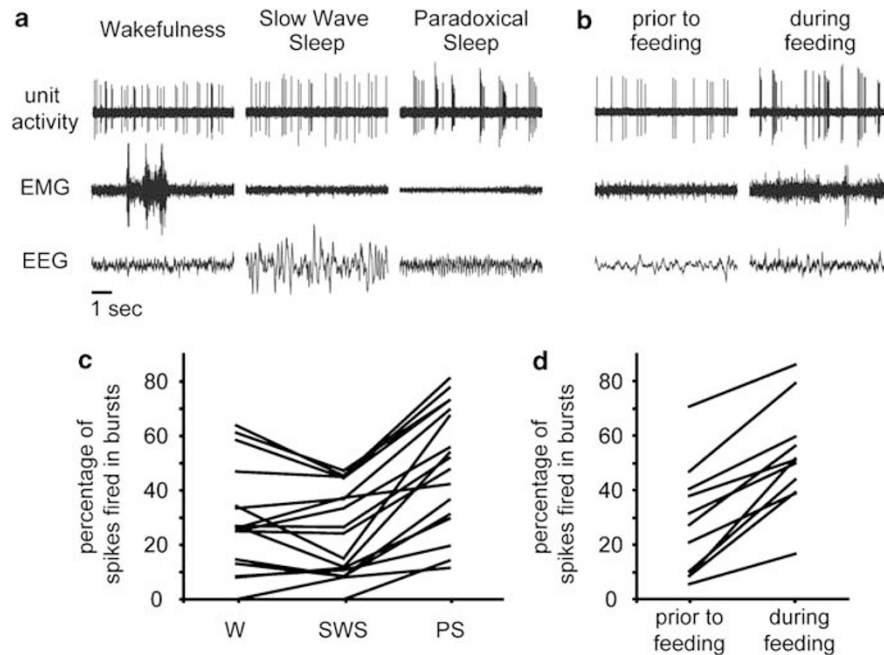 a
Wakefulness
Slow Wave
Sleep
Paradoxical
Sleep
b
prior to
feeding
during
feeding
unit
activity
EMG
EEG
1 sec
c
percentage of
spikes fired in bursts
80
60
40
20
0
W
SWS
PS
d
percentage of
spikes fired in bursts
80
60
40
20
0
prior to
feeding
during
feeding